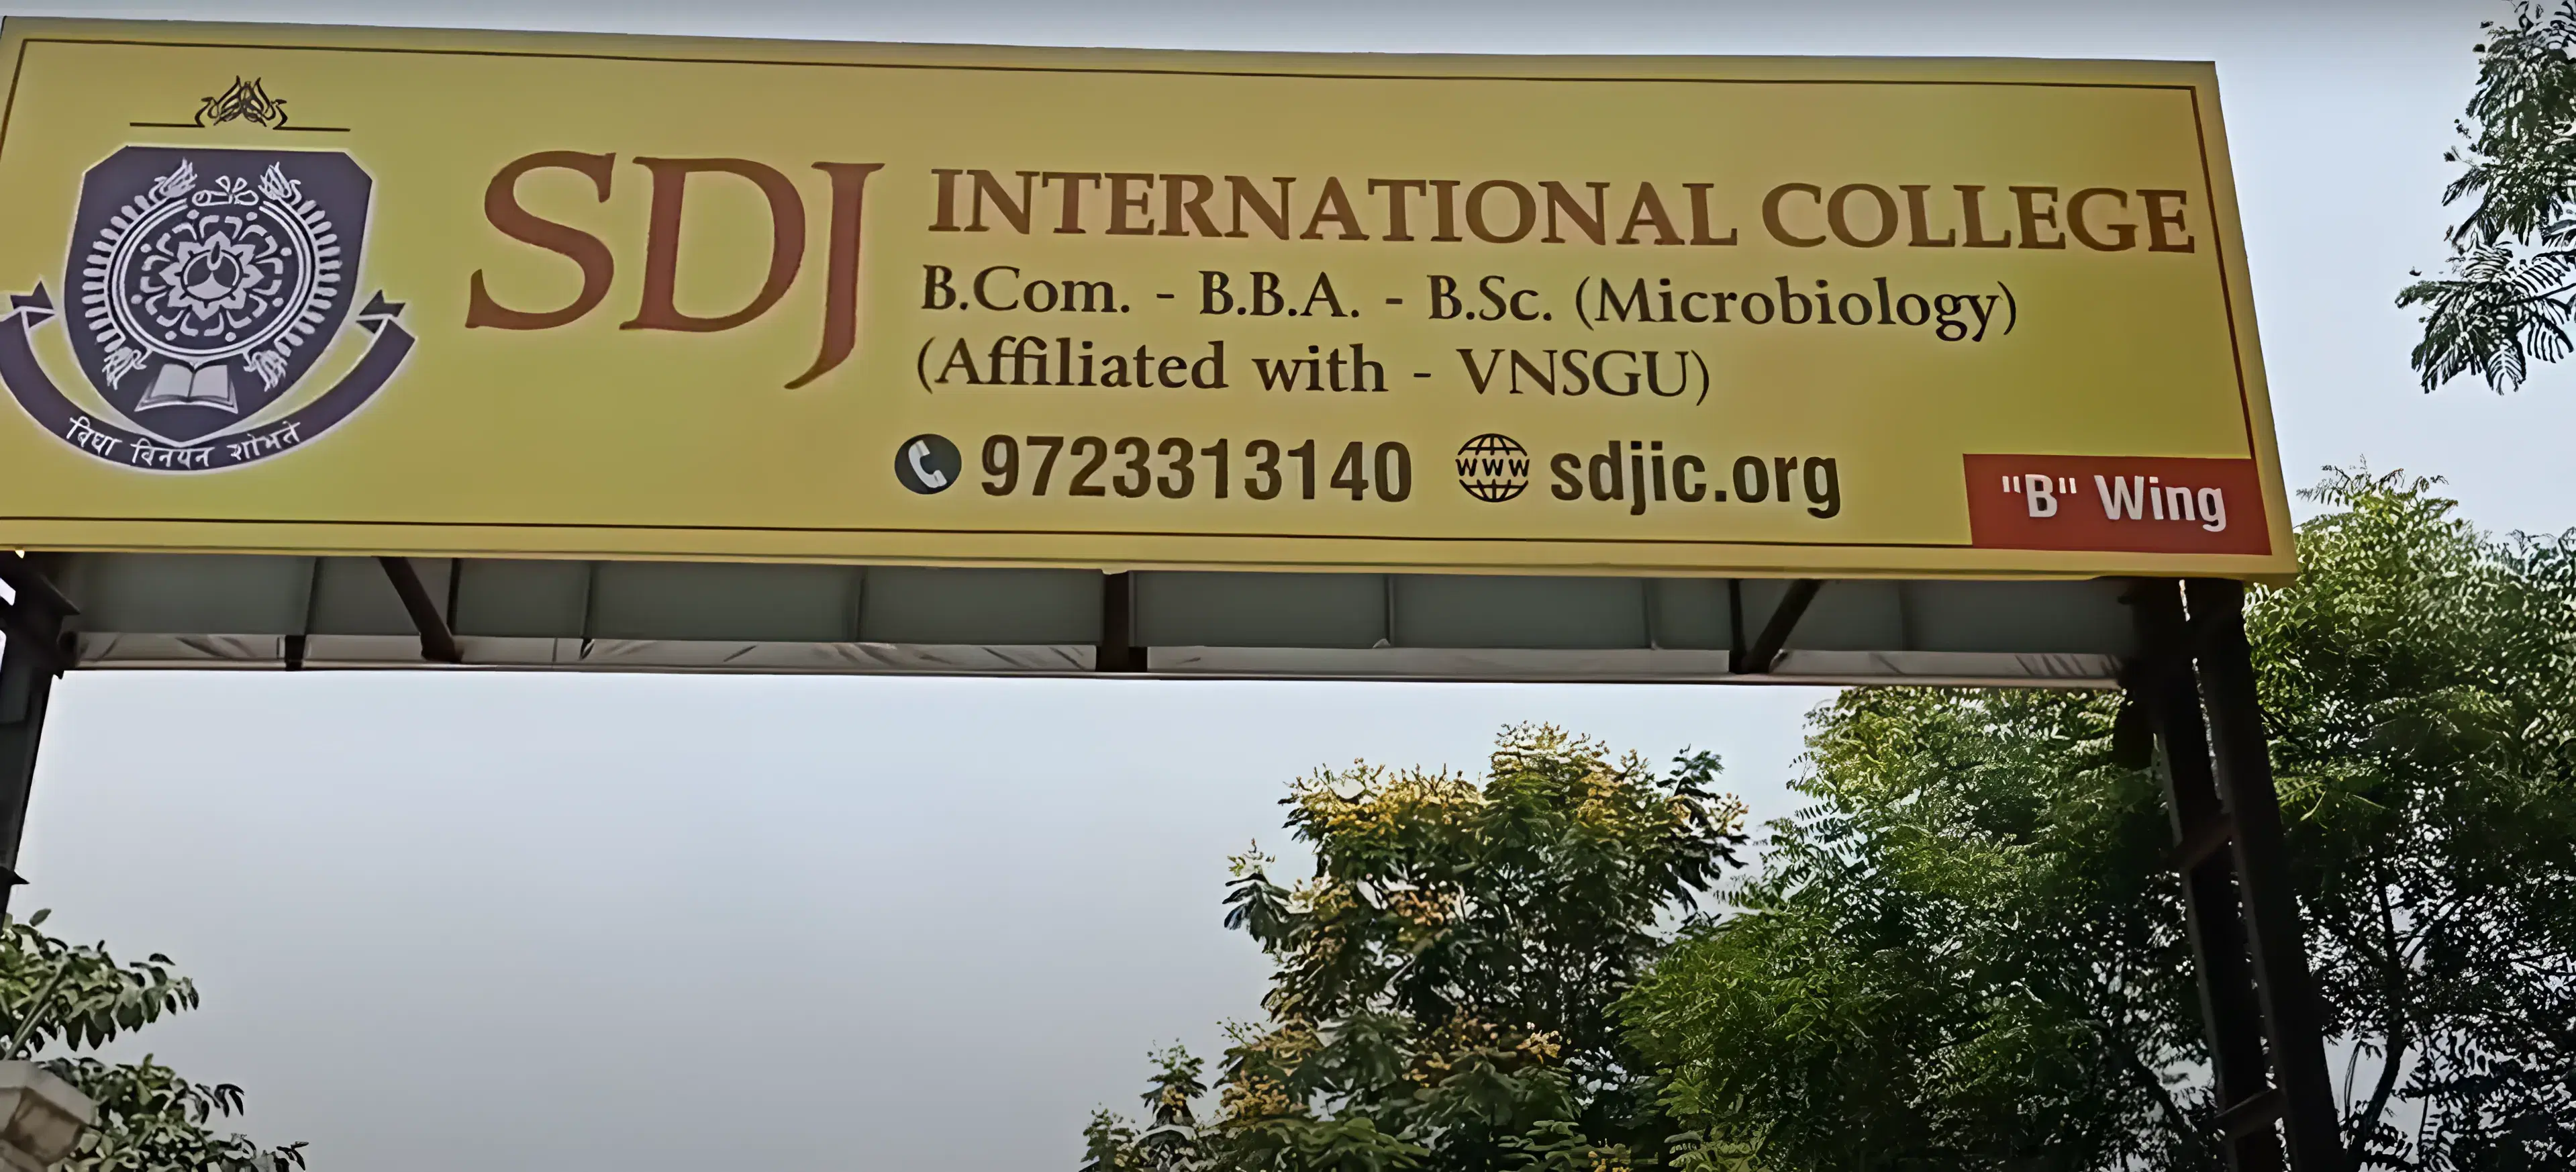 SDJ INTERNATIONAL COLLEGE
B.Com. - B.B.A. - B.Sc. (Microbiology)
(Affiliated with - VNSGU)
9723313140 www sdjic.org
"B" Wing
विघा विनयन शोभते